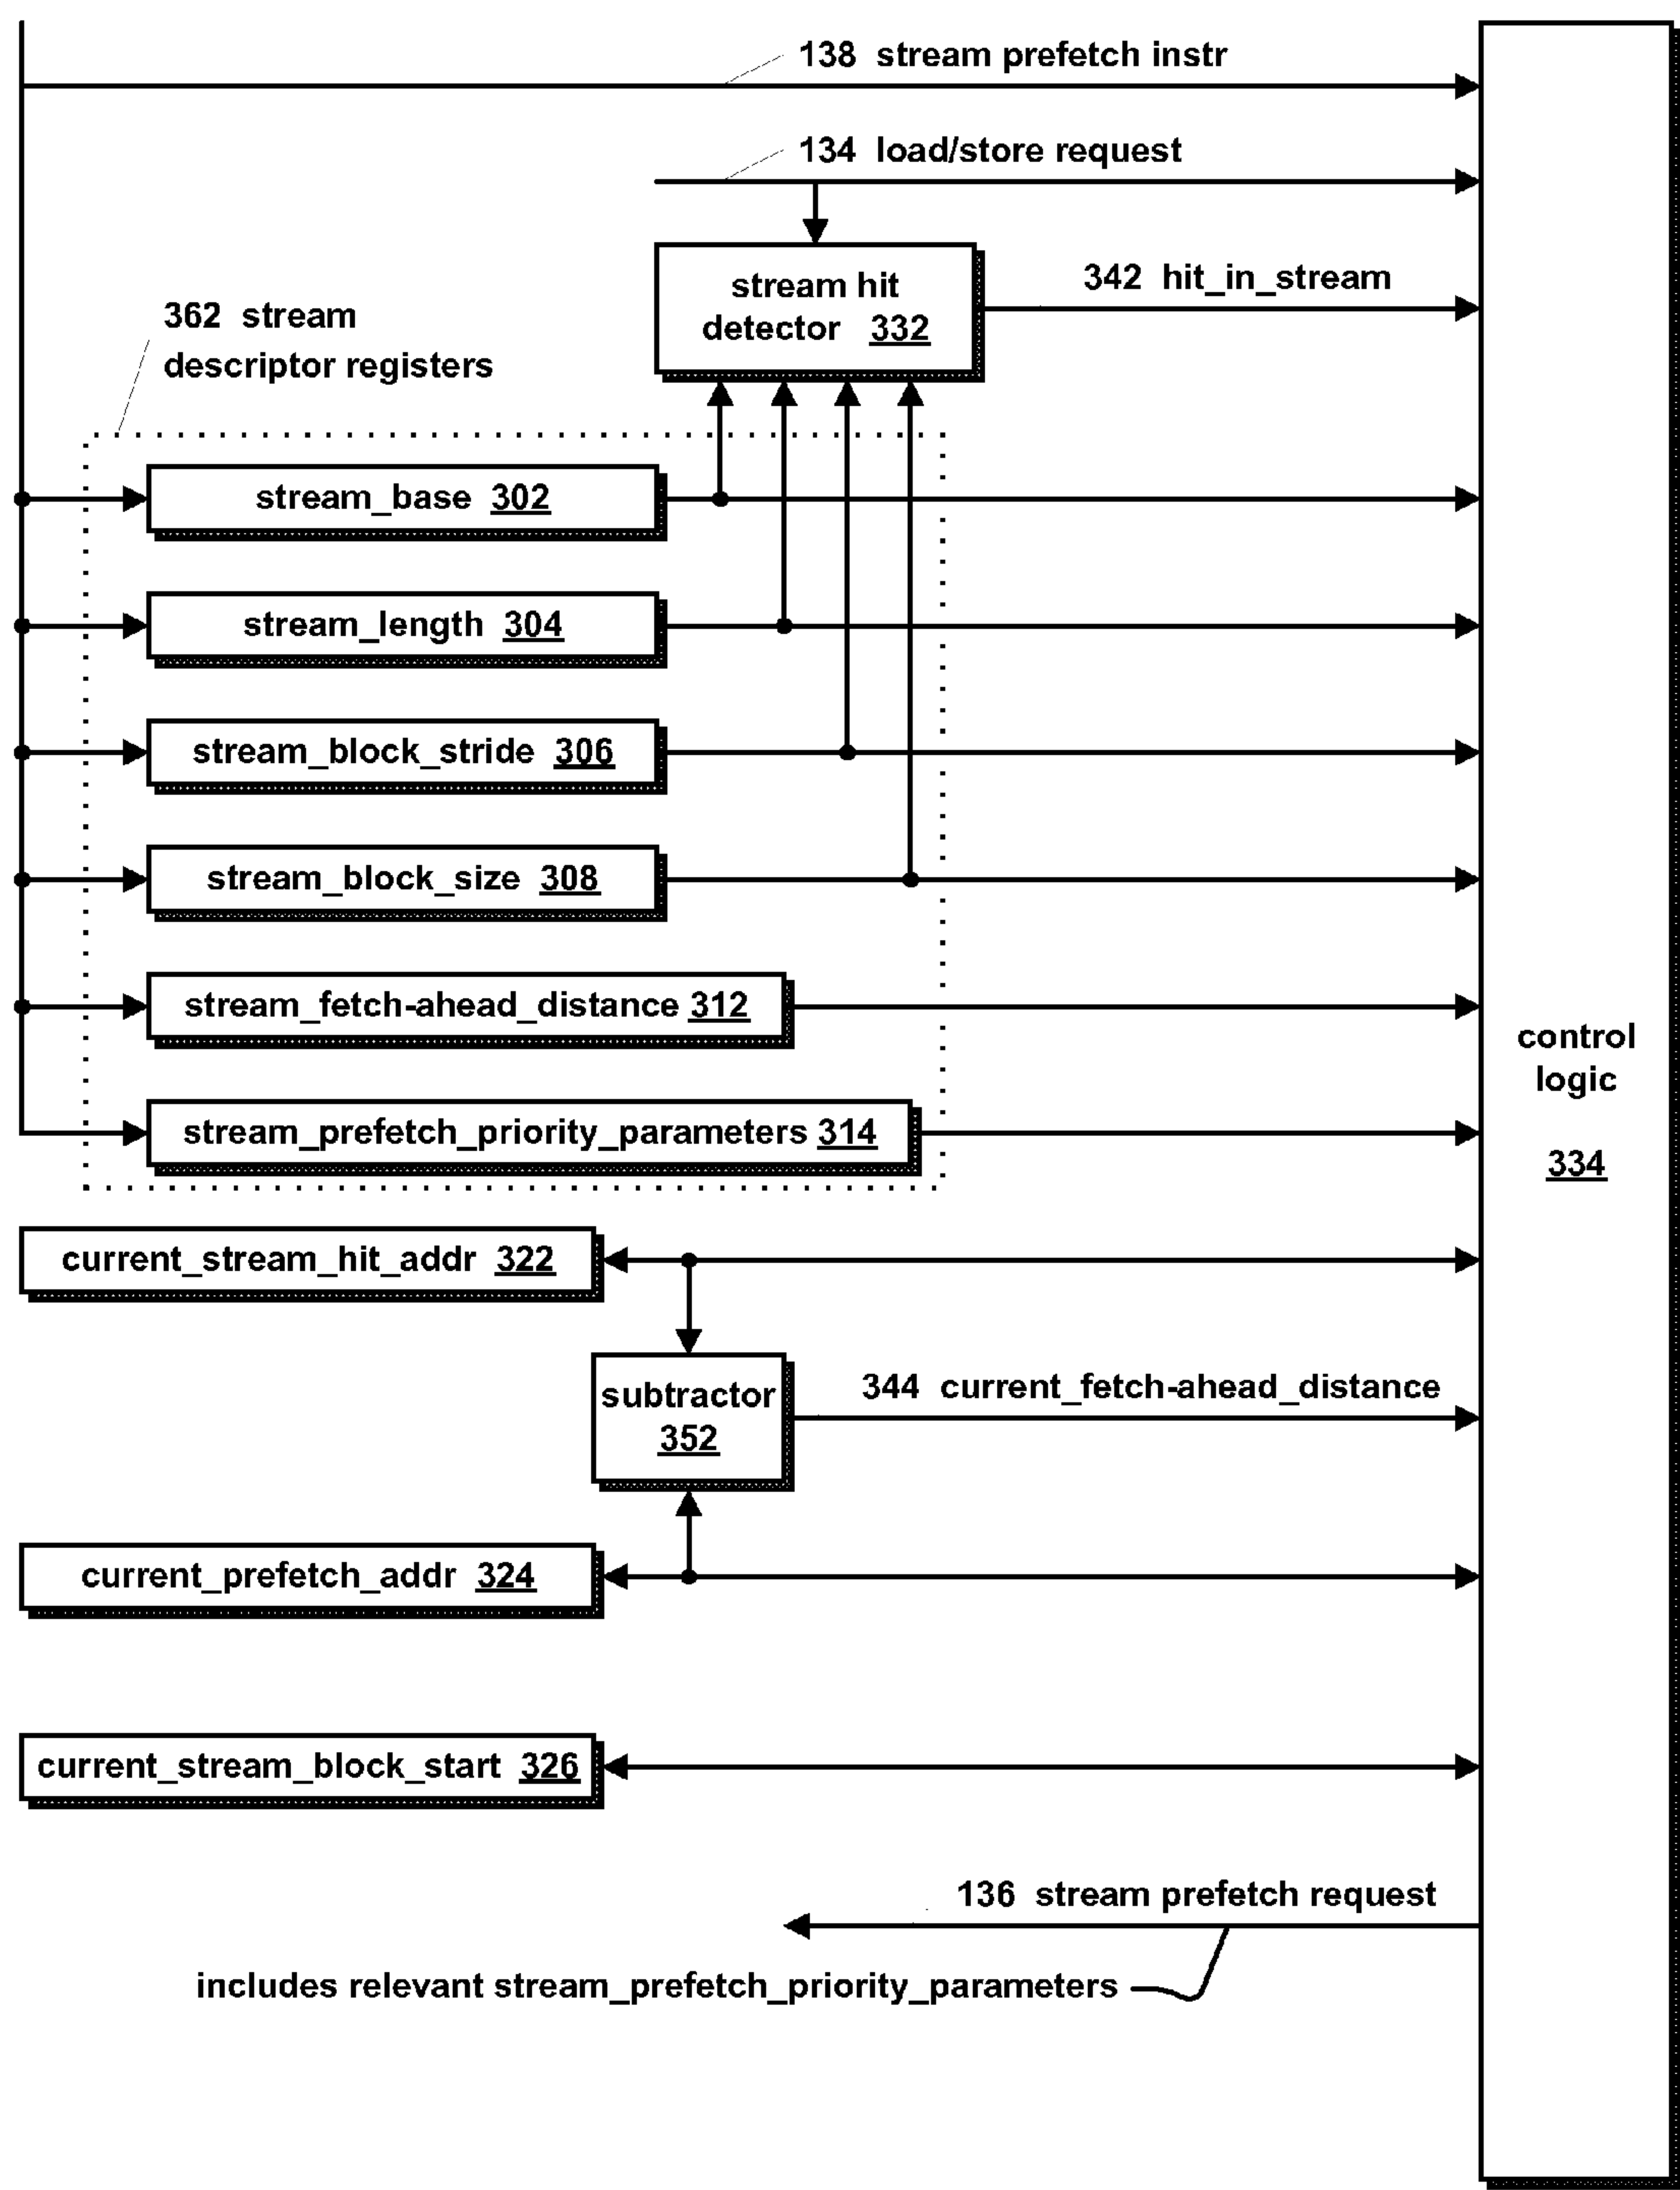 138 stream prefetch instr
134 load/store request
stream hit
detector 332
342 hit_in_stream
362 stream
descriptor registers
stream_base 302
stream_length 304
stream_block_stride 306
stream_block_size 308
stream_fetch-ahead_distance 312
stream_prefetch_priority_parameters 314
control
logic
334
current_stream_hit_addr 322
subtractor
352
344 current_fetch-ahead_distance
current_prefetch_addr 324
current_stream_block_start 326
136 stream prefetch request
includes relevant stream_prefetch_priority_parameters